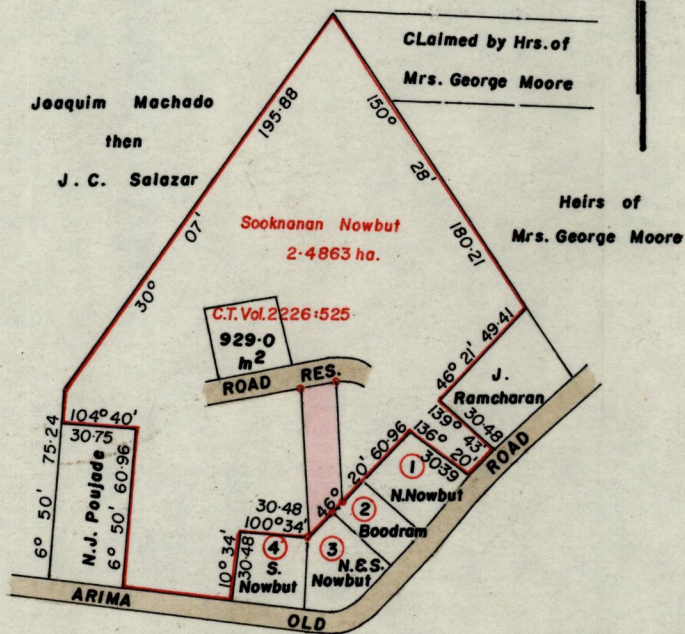 CLaimed by Hrs. of
Mrs. George Moore
Joaquim Machado
then
J. C. Salazar
195·88
150°
28'
180·21
Heirs of
Mrs. George Moore
07'
30°
Sooknanan Nowbut
2·4863 ha.
C.T. Vol. 2226:525
929·0
m²
ROAD RES.
49·41
46° 21'
J.
Ramcharan
30·48
139° 43'
136° 20'
30·39
ROAD
104° 40'
30·75
75·24
6° 50'
60·96
6° 50'
N.J. Poujade
46° 20' 60·96
1
N. Nowbut
2
Boodram
3
N.&S.
Nowbut
30·48
100° 34'
10° 34'
30·48
4
S.
Nowbut
ARIMA
OLD